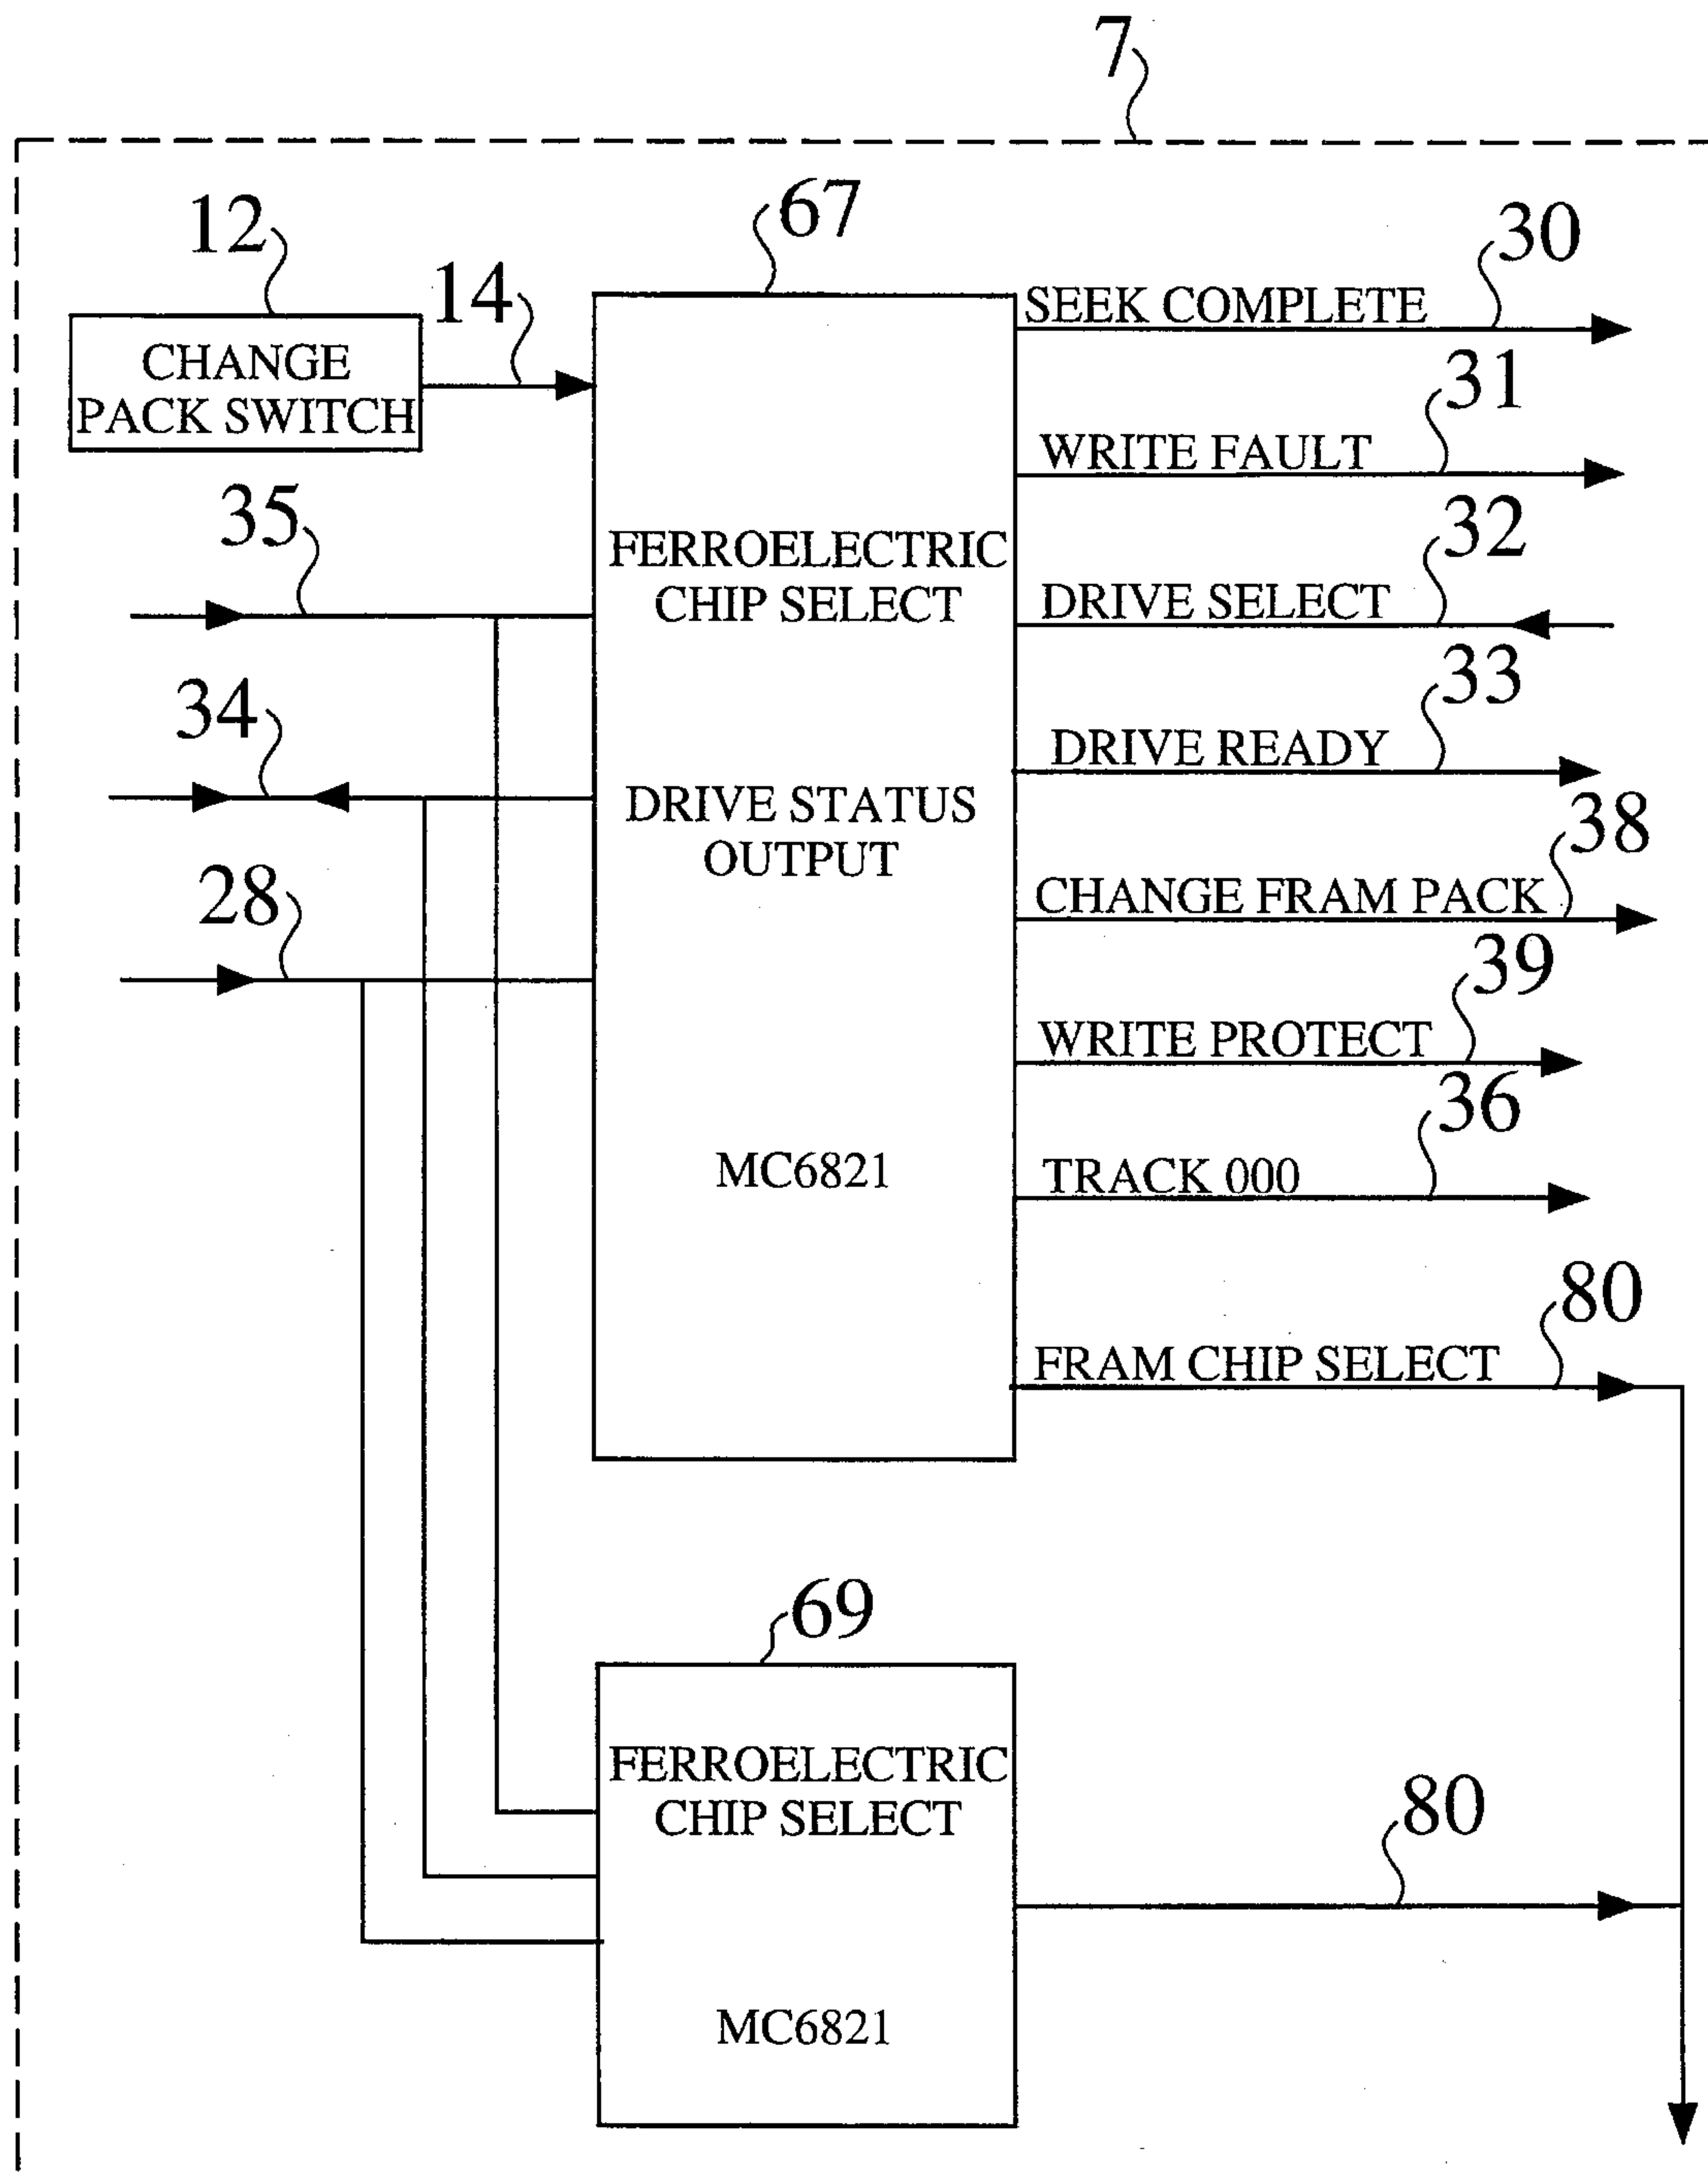 7
12
14
67
30
SEEK COMPLETE
CHANGE
PACK SWITCH
31
WRITE FAULT
35
32
FERROELECTRIC
CHIP SELECT
DRIVE SELECT
34
33
DRIVE READY
DRIVE STATUS
OUTPUT
28
38
CHANGE FRAM PACK
39
WRITE PROTECT
36
MC6821
TRACK 000
80
FRAM CHIP SELECT
69
FERROELECTRIC
CHIP SELECT
80
MC6821